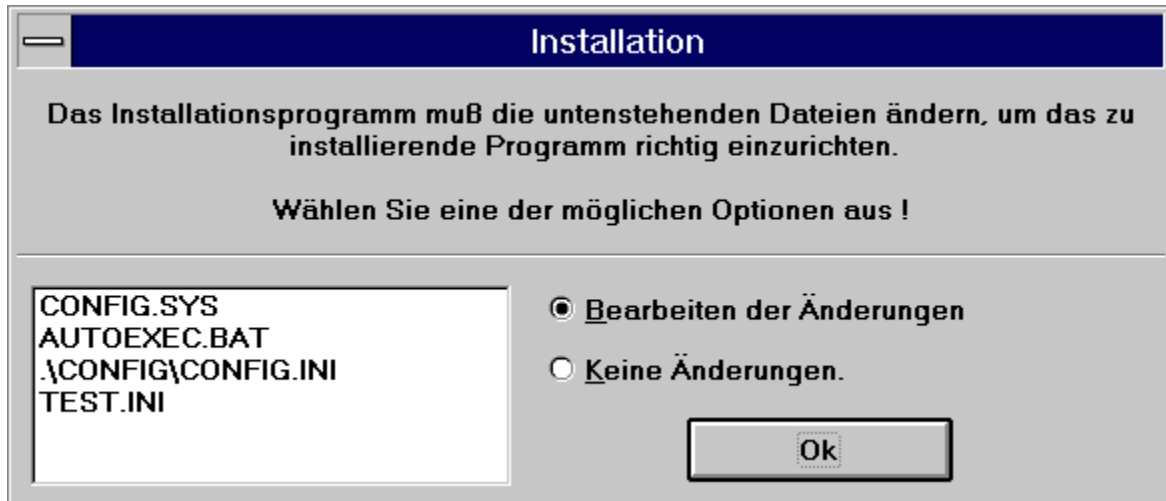 Installation
Das Installationsprogramm muß die untenstehenden Dateien ändern, um das zu
installierende Programm richtig einzurichten.
Wählen Sie eine der möglichen Optionen aus !
CONFIG.SYS
AUTOEXEC.BAT
.\CONFIG\CONFIG.INI
TEST.INI
Bearbeiten der Änderungen
Keine Änderungen.
Ok